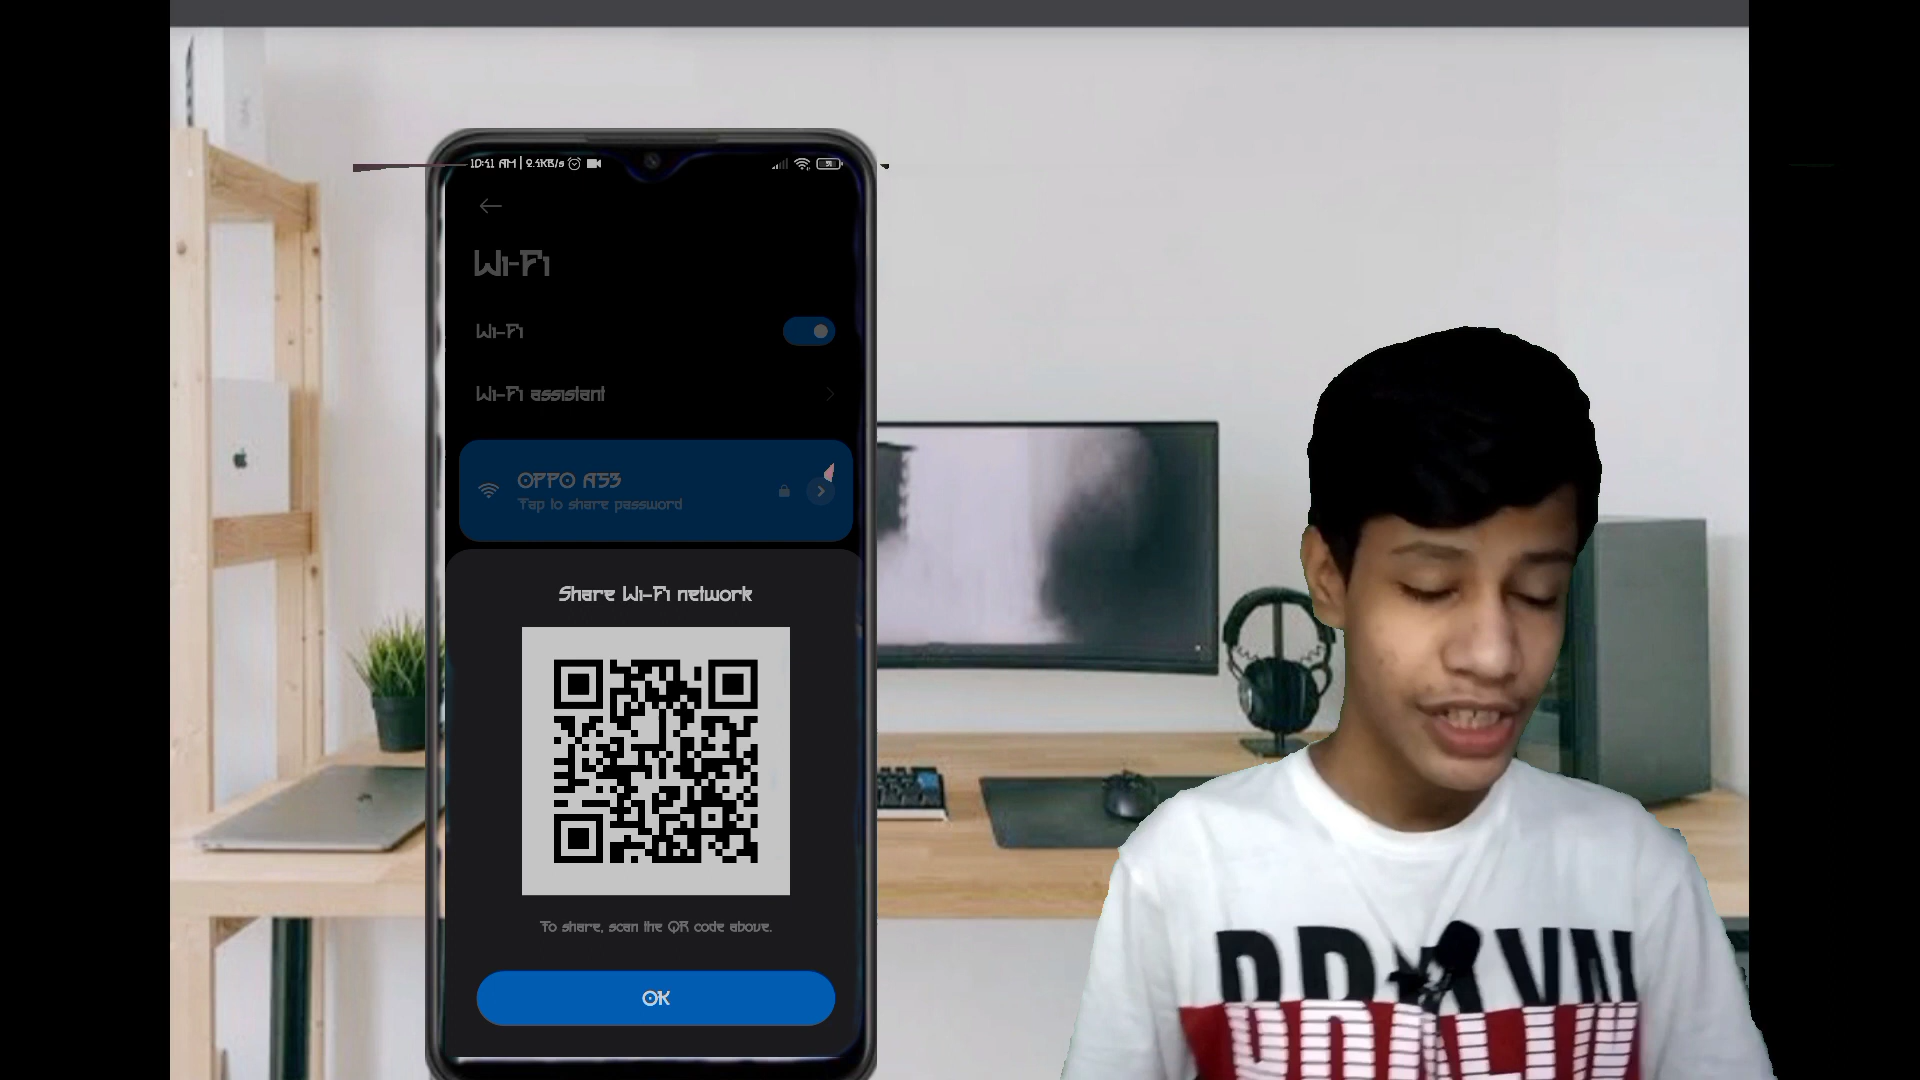 10:41 AM | 2.4KB/s
Wi-Fi
Wi-Fi
Wi-Fi assistant
OPPO A53
Tap to share password
Share Wi-Fi network
To share, scan the QR code above.
OK